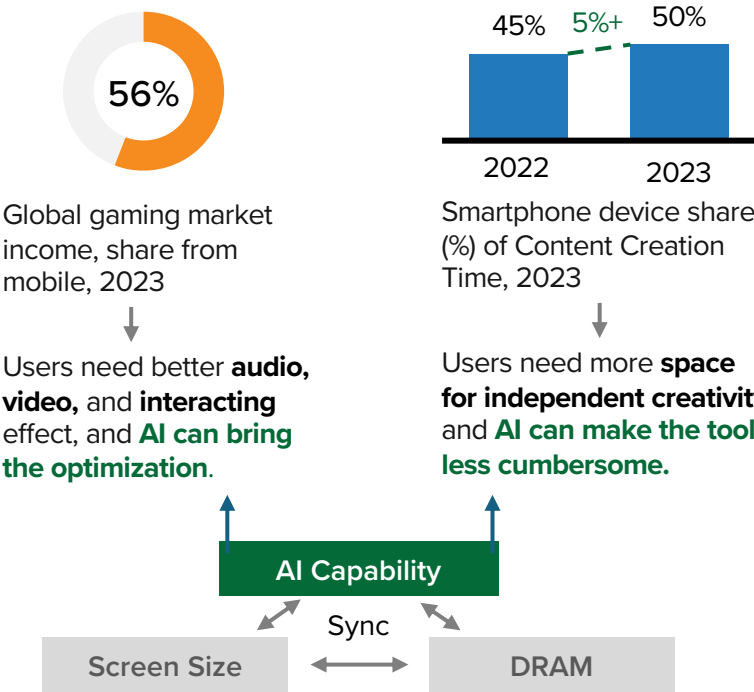 56%
Global gaming market
income, share from
mobile, 2023
Users need better audio,
video, and interacting
effect, and AI can bring
the optimization.
45%
5%+
50%
2022
2023
Smartphone device share
(%) of Content Creation
Time, 2023
Users need more space
for independent creativit
and AI can make the tool
less cumbersome.
AI Capability
Sync
Screen Size
DRAM